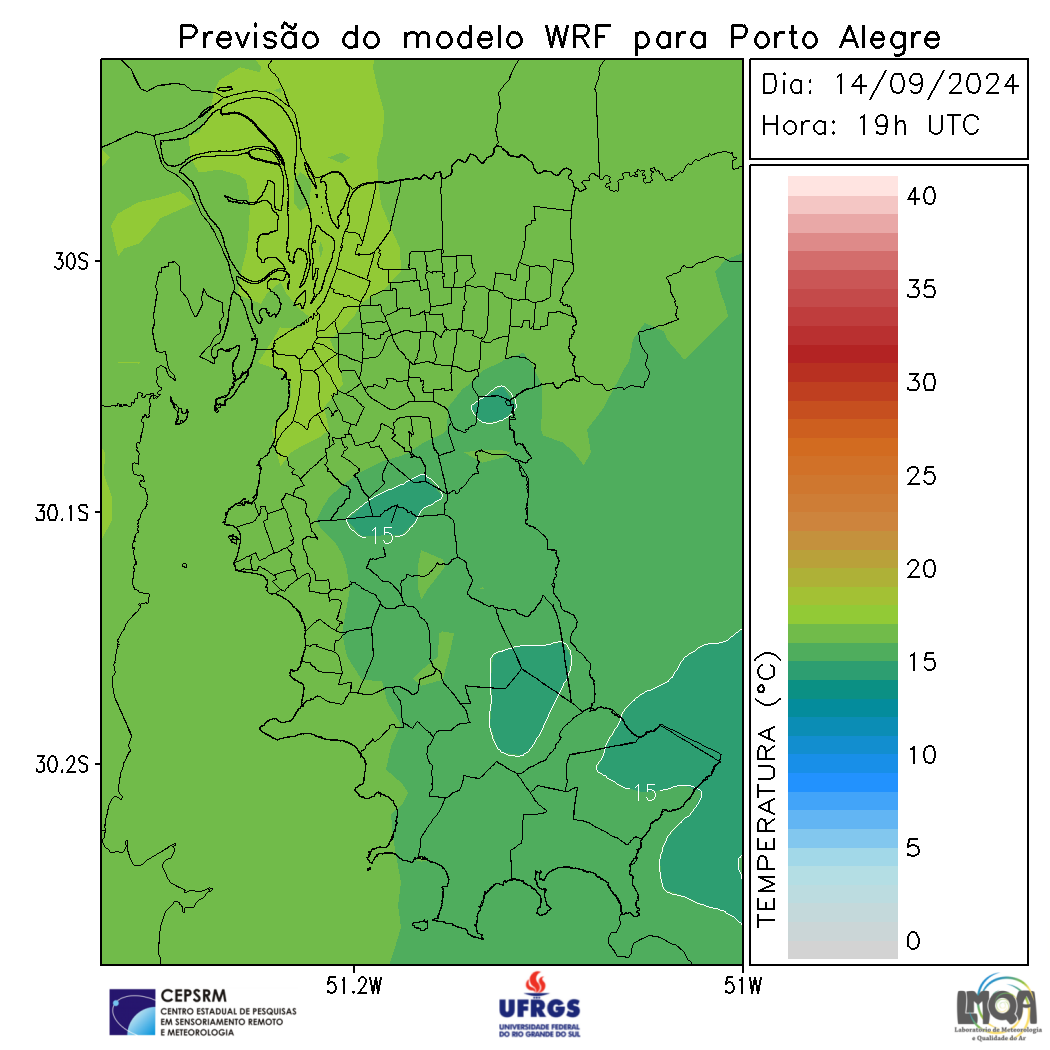 Previsão do modelo WRF para Porto Alegre
Dia: 14/09/2024
Hora: 19h UTC
30S
30.1S
30.2S
51.2W
51W
15
15
TEMPERATURA (°C)
40
35
30
25
20
15
10
5
0
CEPSRM
CENTRO ESTADUAL DE PESQUISAS
EM SENSORIAMENTO REMOTO
E METEOROLOGIA
UFRGS
UNIVERSIDADE FEDERAL
DO RIO GRANDE DO SUL
LMQA
Laboratório de Meteorologia
e Qualidade do Ar